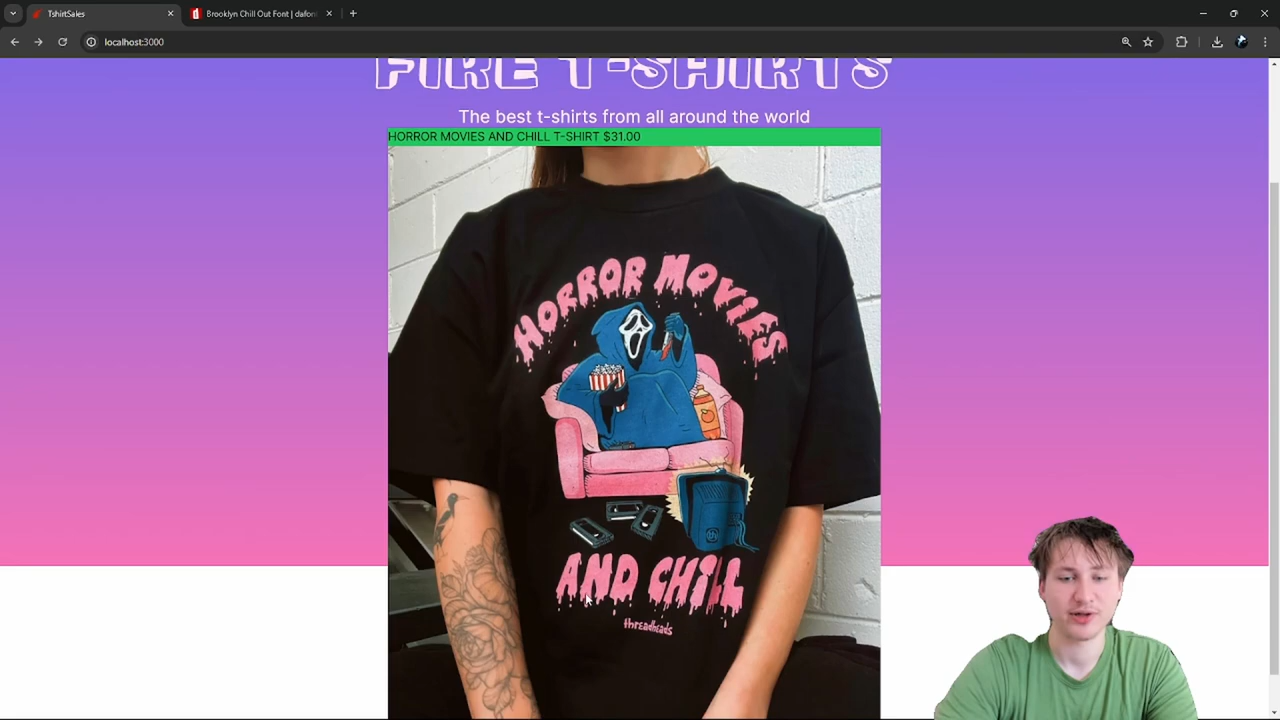 TshirtSales
Brooklyn Chill Out Font | dafon
localhost:3000
FIRE T-SHIRTS
The best t-shirts from all around the world
HORROR MOVIES AND CHILL T-SHIRT $31.00
HORROR MOVIES
AND CHILL
threadheads